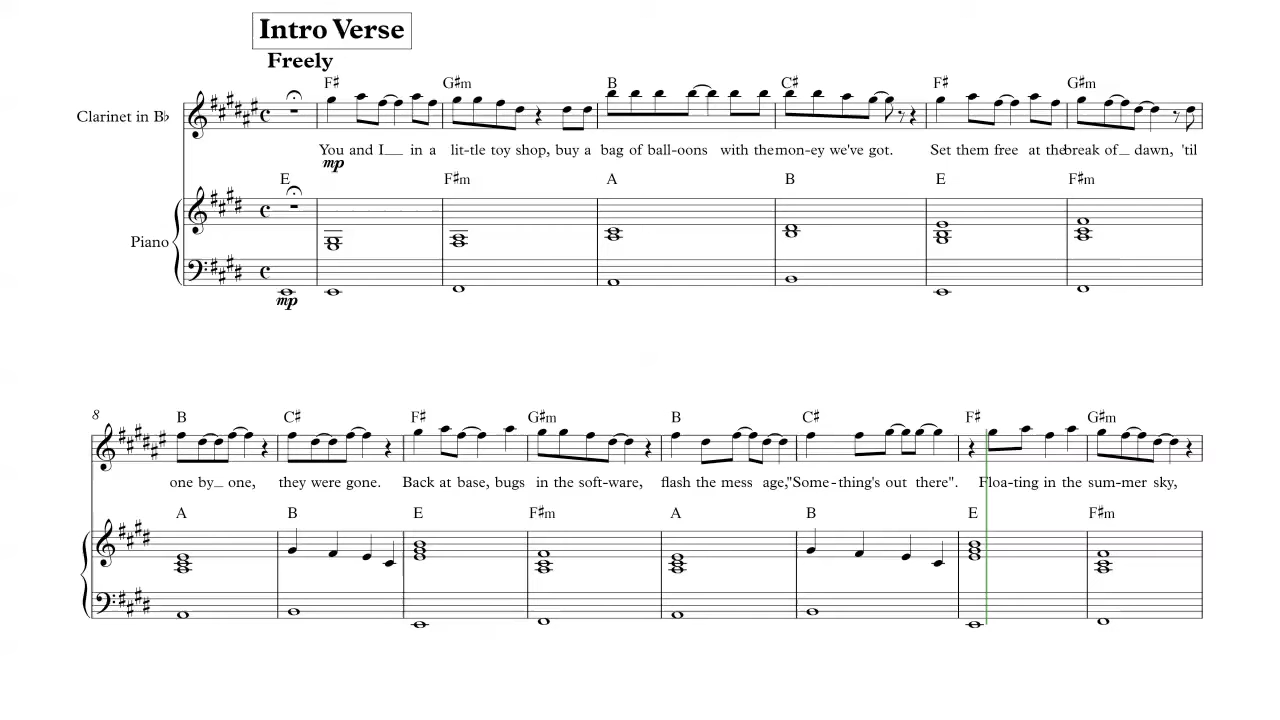 Intro Verse
Freely
F♯ G♯m B C♯ F♯ G♯m
Clarinet in B♭
You and I__ in a lit-tle toy shop, buy a bag of ball-oons with the mon-ey we've got. Set them free at the break of_ dawn, 'til
mp
E F♯m A B E F♯m
Piano
mp
8
B C♯ F♯ G♯m B C♯ F♯ G♯m
one by_ one, they were gone. Back at base, bugs in the soft-ware, flash the mess age,"Some-thing's out there". Floa-ting in the sum-mer sky,
A B E F♯m A B E F♯m